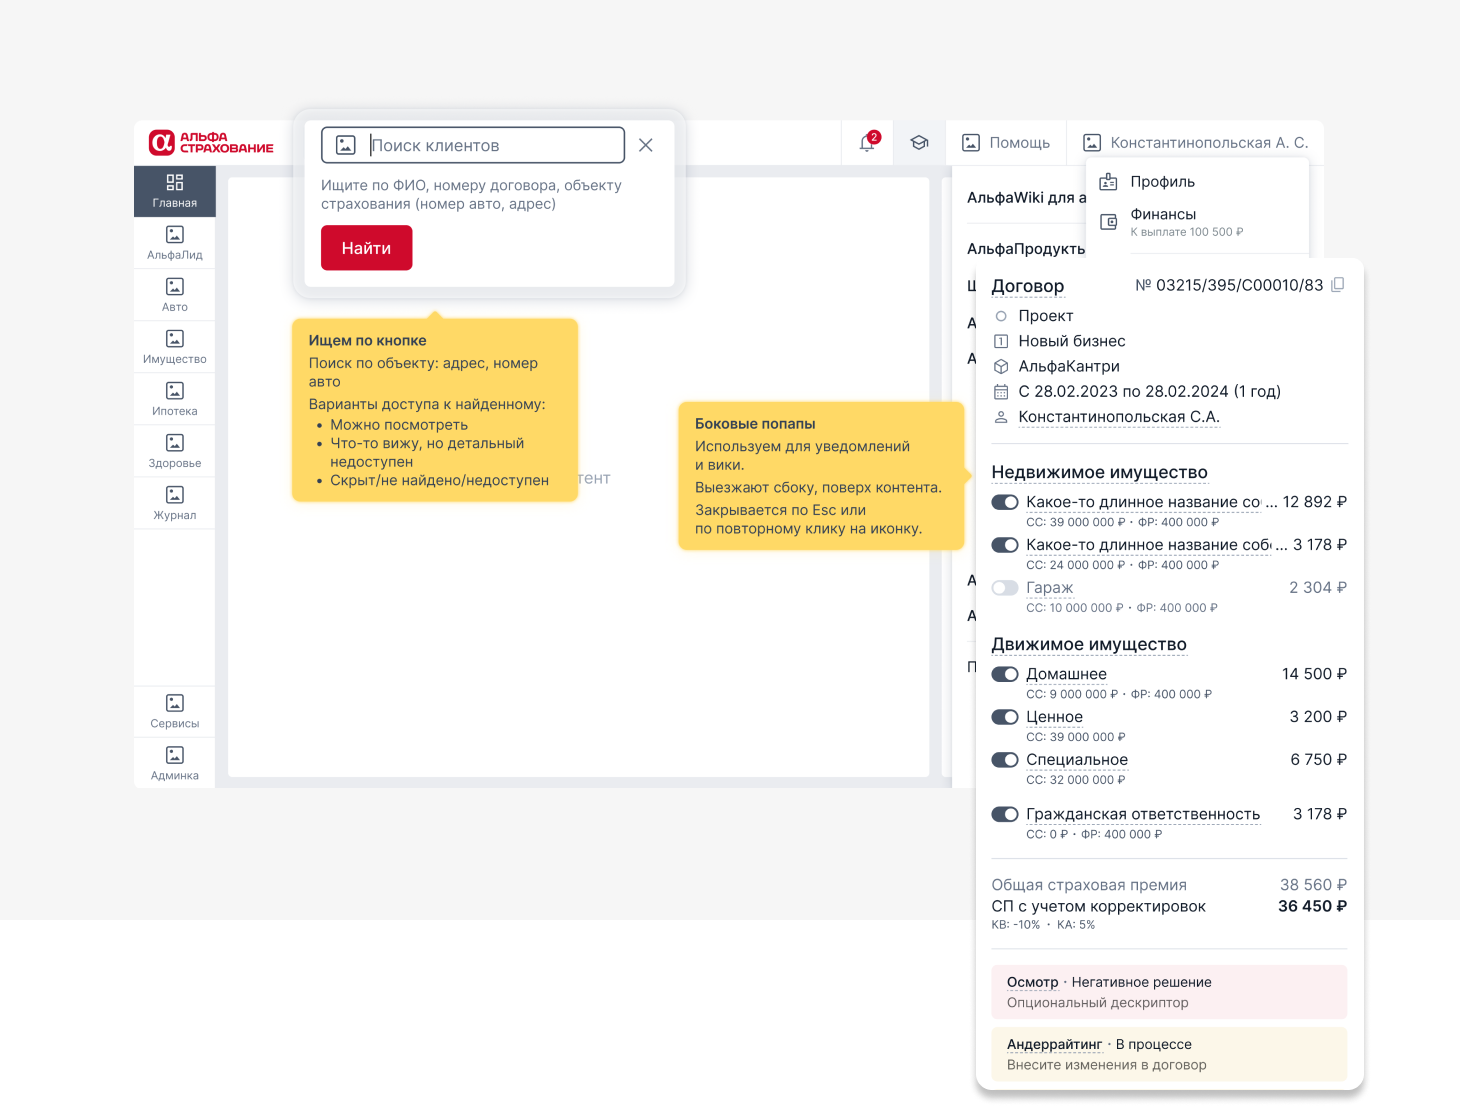 АЛЬФА
СТРАХОВАНИЕ
Поиск клиентов
Ищите по ФИО, номеру договора, объекту
страхования (номер авто, адрес)
Найти
2
Помощь
Константинопольская А. С.
Профиль
Финансы
К выплате 100 500 ₽
Главная
АльфаЛид
Авто
Имущество
Ипотека
Здоровье
Журнал
Сервисы
Админка
Ищем по кнопке
Поиск по объекту: адрес, номер
авто
Варианты доступа к найденному:
• Можно посмотреть
• Что-то вижу, но детальный
недоступен
• Скрыт/не найдено/недоступен
тент
Боковые попапы
Используем для уведомлений
и вики.
Выезжают сбоку, поверх контента.
Закрывается по Esc или
по повторному клику на иконку.
АльфаWiki для а
АльфаПродукты
А
А
А
А
П
Договор
№ 03215/395/С00010/83
Проект
1 Новый бизнес
АльфаКантри
С 28.02.2023 по 28.02.2024 (1 год)
Константинопольская С.А.
Недвижимое имущество
Какое-то длинное название со ... 12 892 ₽
СС: 39 000 000 ₽ · ФР: 400 000 ₽
Какое-то длинное название соб ... 3 178 ₽
СС: 24 000 000 ₽ · ФР: 400 000 ₽
Гараж 2 304 ₽
СС: 10 000 000 ₽ · ФР: 400 000 ₽
Движимое имущество
Домашнее 14 500 ₽
СС: 9 000 000 ₽ · ФР: 400 000 ₽
Ценное 3 200 ₽
СС: 39 000 000 ₽
Специальное 6 750 ₽
СС: 32 000 000 ₽
Гражданская ответственность 3 178 ₽
СС: 0 ₽ · ФР: 400 000 ₽
Общая страховая премия 38 560 ₽
СП с учетом корректировок 36 450 ₽
КВ: -10% · КА: 5%
Осмотр · Негативное решение
Опциональный дескриптор
Андеррайтинг · В процессе
Внесите изменения в договор